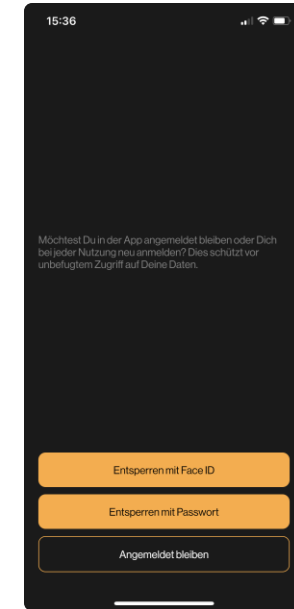 15:36
Möchtest Du in der App angemeldet bleiben oder Dich
bei jeder Nutzung neu anmelden? Dies schützt vor
unbefugtem Zugriff auf Deine Daten.
Entsperren mit Face ID
Entsperren mit Passwort
Angemeldet bleiben